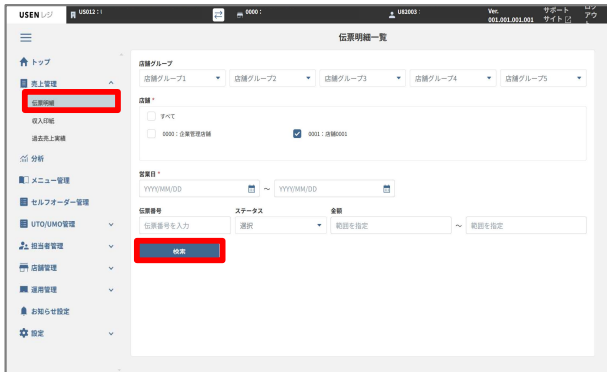 USEN レジ US012 : 0000 : US2003 : Ver. 001.001.001.001 サポートサイト ログアウト
伝票明細一覧
トップ
売上管理
伝票明細
収入印紙
過去売上実績
分析
メニュー管理
セルフオーダー管理
UTO/UMO管理
担当者管理
店舗管理
運用管理
お知らせ設定
設定
店舗グループ
店舗グループ1 店舗グループ2 店舗グループ3 店舗グループ4 店舗グループ5
店舗 *
すべて
0000：企業管理店舗 0001：店舗0001
営業日 *
YYYY/MM/DD ～ YYYY/MM/DD
伝票番号 ステータス 金額
伝票番号を入力 選択 範囲を指定 ～ 範囲を指定
検索